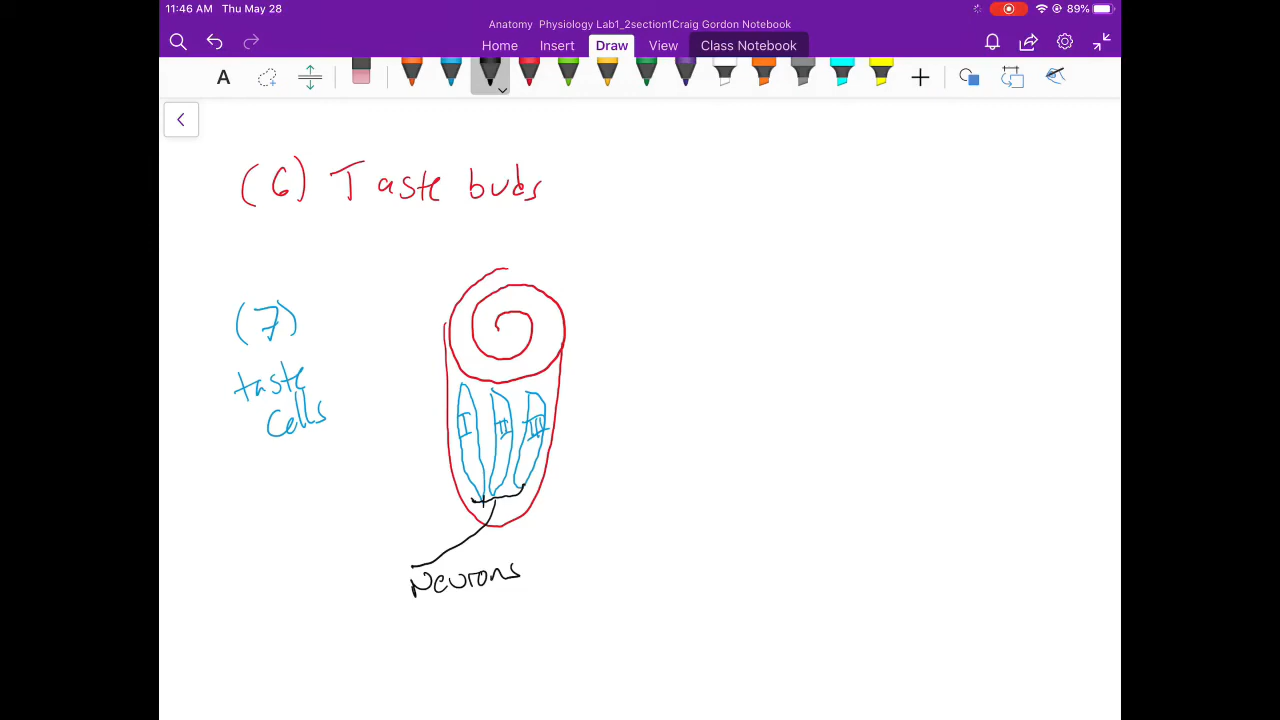 11:46 AM Thu May 28
89%
Anatomy Physiology Lab1_2section1Craig Gordon Notebook
Home Insert Draw View Class Notebook
A
(6) Taste buds
(7)
taste
cells
I II III
Neurons